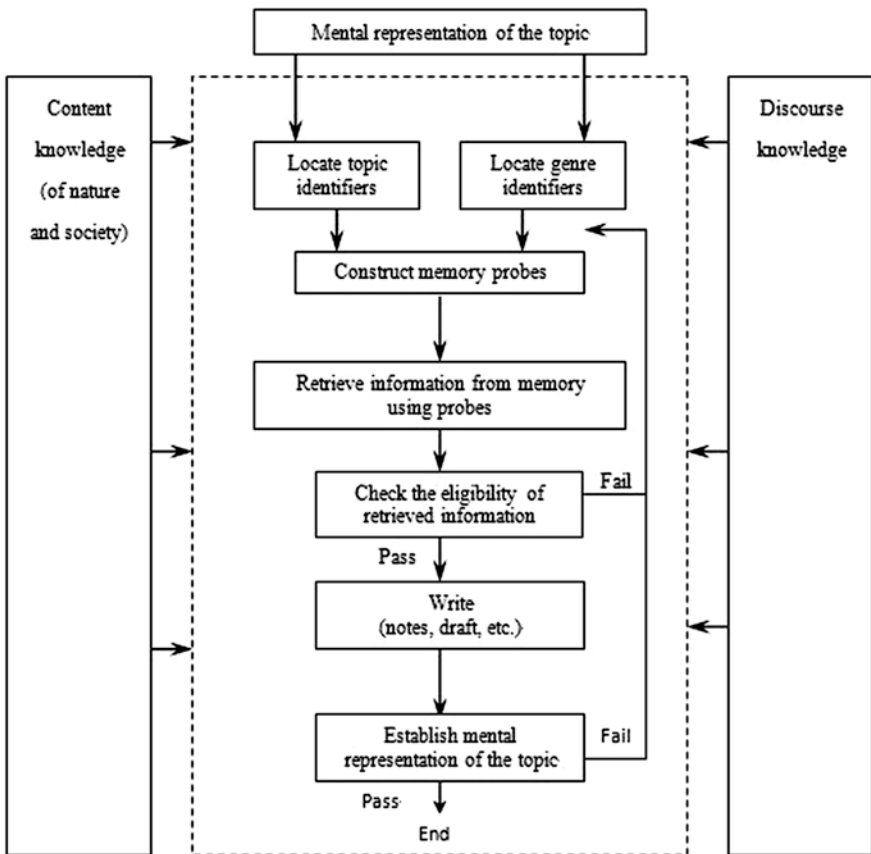 Mental representation of the topic
Content
knowledge
(of nature
and society)
Discourse
knowledge
Locate topic
identifiers
Locate genre
identifiers
Construct memory probes
Retrieve information from memory
using probes
Check the eligibility of
retrieved information
Fail
Pass
Write
(notes, draft, etc.)
Establish mental
representation of the topic
Fail
Pass
End